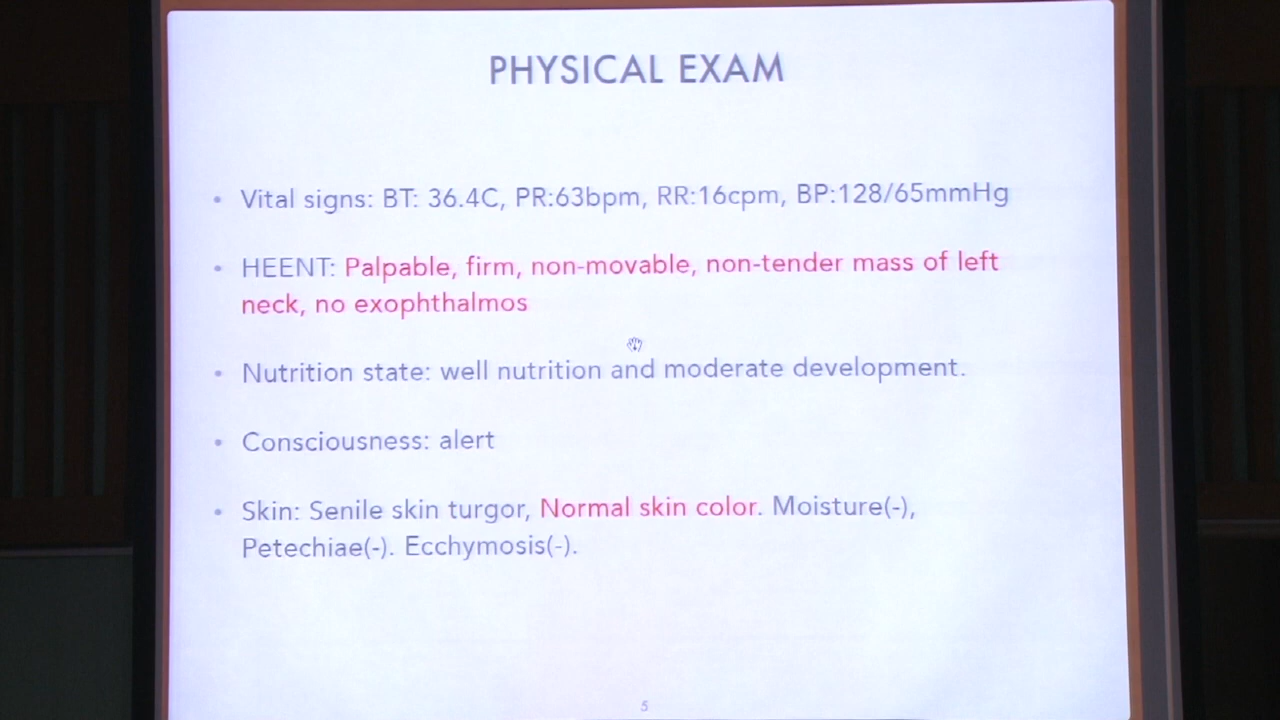 PHYSICAL EXAM
• Vital signs: BT: 36.4C, PR:63bpm, RR:16cpm, BP:128/65mmHg
• HEENT: Palpable, firm, non-movable, non-tender mass of left
neck, no exophthalmos
• Nutrition state: well nutrition and moderate development.
• Consciousness: alert
• Skin: Senile skin turgor, Normal skin color. Moisture(-),
Petechiae(-). Ecchymosis(-).
5